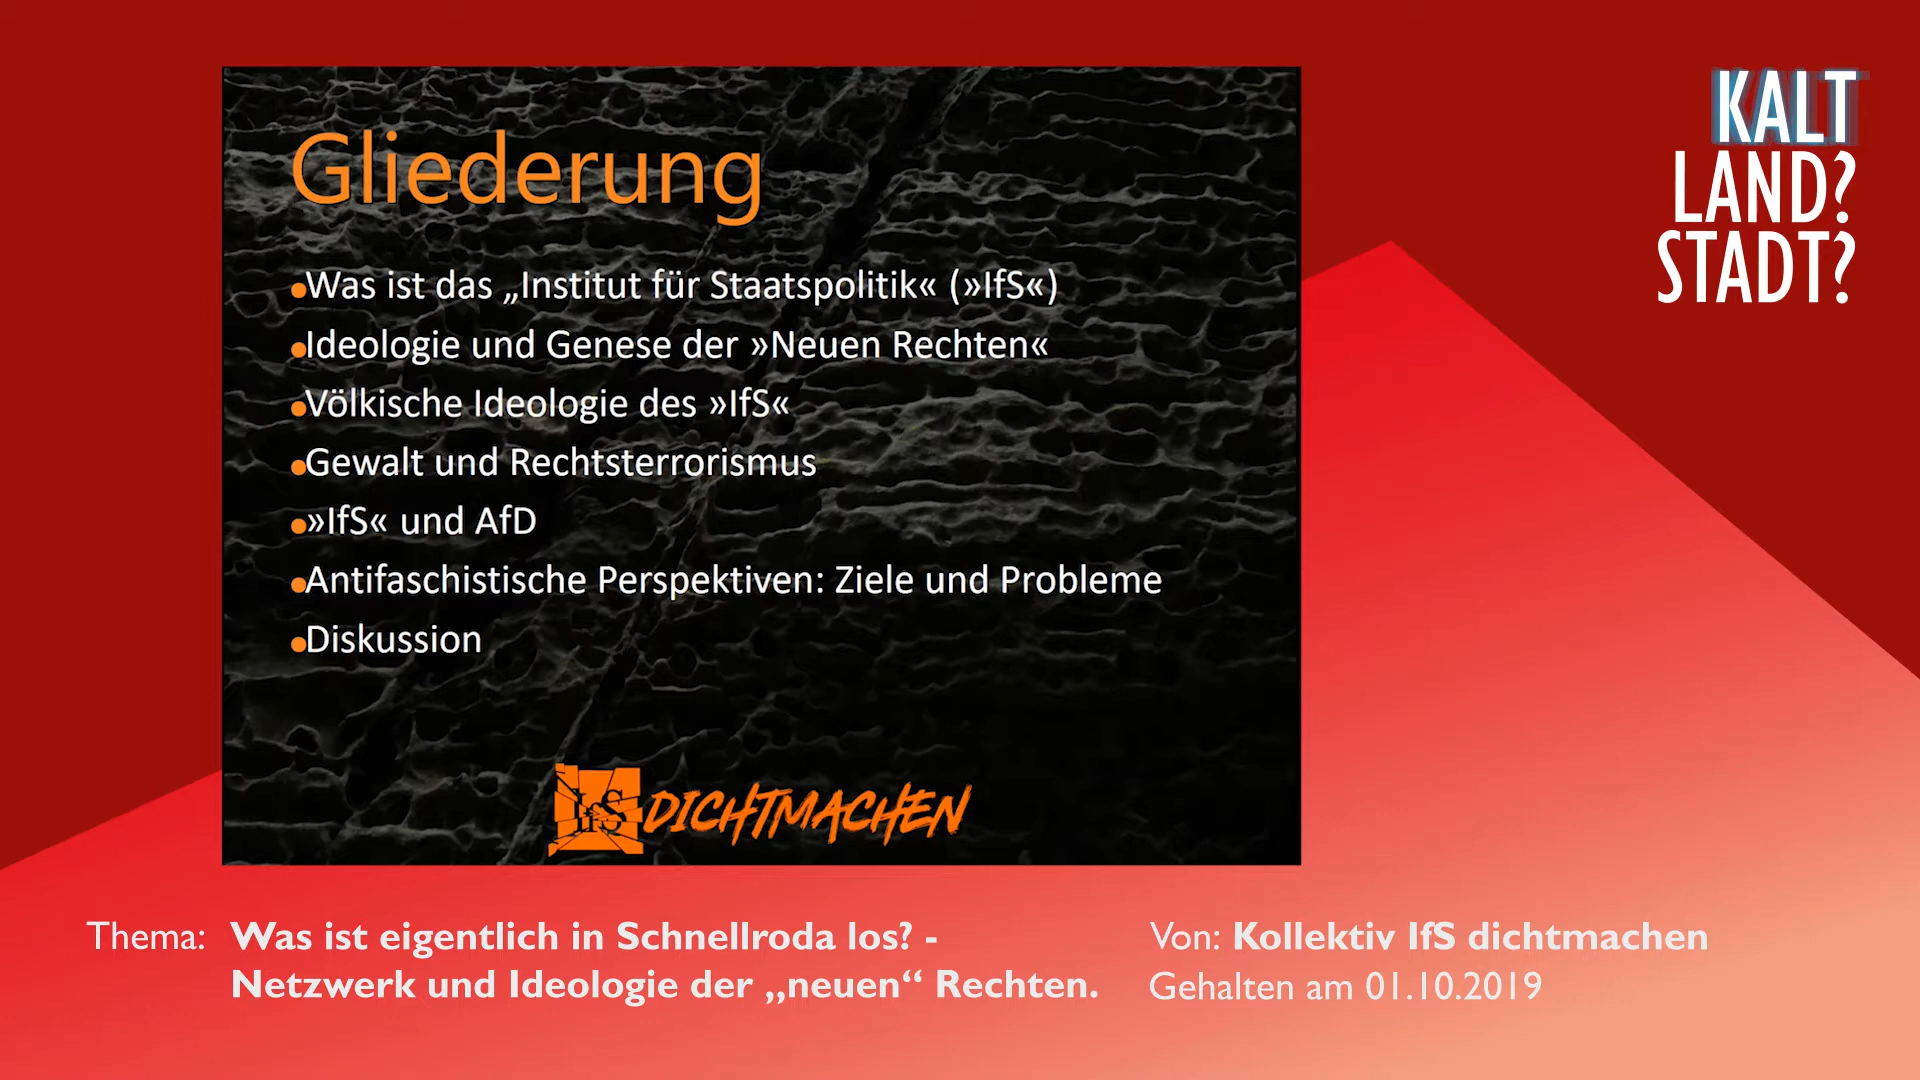 KALT
LAND?
STADT?
Gliederung
•Was ist das „Institut für Staatspolitik« (»IfS«)
•Ideologie und Genese der »Neuen Rechten«
•Völkische Ideologie des »IfS«
•Gewalt und Rechtsterrorismus
•»IfS« und AfD
•Antifaschistische Perspektiven: Ziele und Probleme
•Diskussion
IfS DICHTMACHEN
Thema: Was ist eigentlich in Schnellroda los? -
Netzwerk und Ideologie der „neuen“ Rechten.
Von: Kollektiv IfS dichtmachen
Gehalten am 01.10.2019